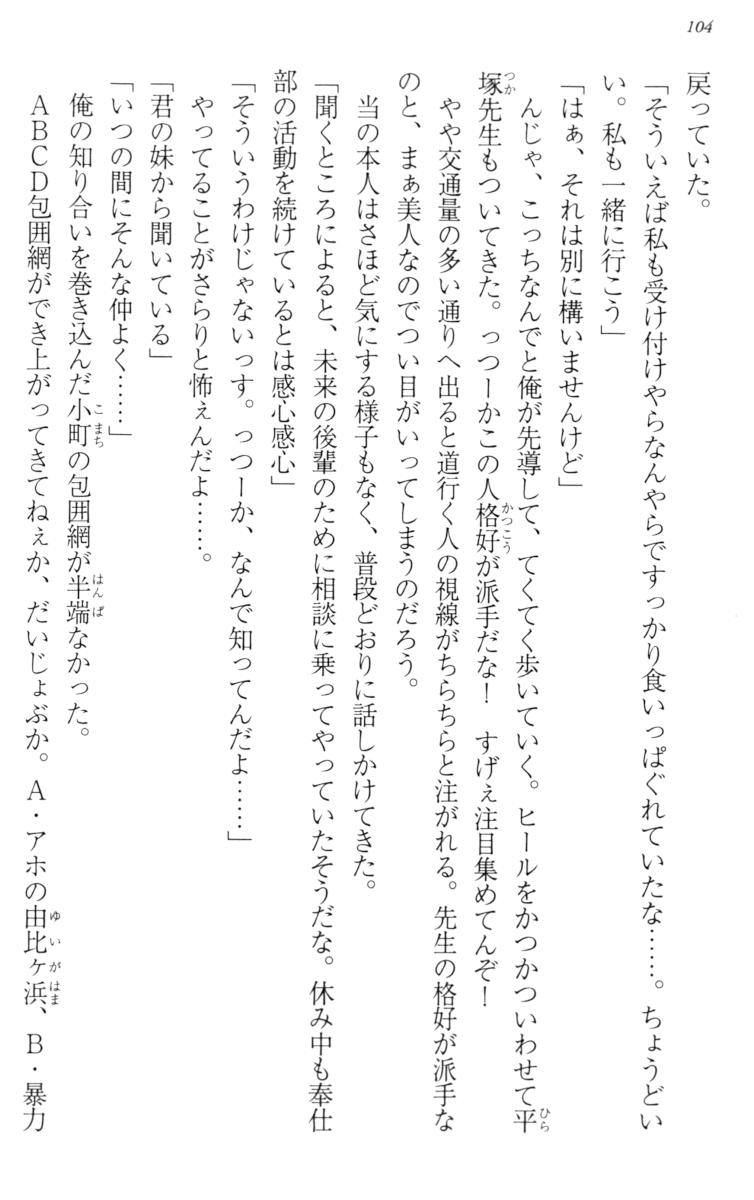 104
戻っていた。
「そういえば私も受け付けやらなんやらですっかり食いっぱぐれていたな……。ちょうどい
い。私も一緒に行こう」
「はぁ、それは別に構いませんけど」
んじゃ、こっちなんでと俺が先導して、てくてく歩いていく。ヒールをかつかついわせて平
塚先生もついてきた。っつーかこの人格好が派手だな！　すげぇ注目集めてんぞ！
やや交通量の多い通りへ出ると道行く人の視線がちらちらと注がれる。先生の格好が派手な
のと、まぁ美人なのでつい目がいってしまうのだろう。
当の本人はさほど気にする様子もなく、普段どおりに話しかけてきた。
「聞くところによると、未来の後輩のために相談に乗ってやっていたそうだな。休み中も奉仕
部の活動を続けているとは感心感心」
「そういうわけじゃないっす。っつーか、なんで知ってんだよ……」
やってることがさらりと怖ぇんだよ……。
「君の妹から聞いている」
「いつの間にそんな仲よく……」
俺の知り合いを巻き込んだ小町の包囲網が半端なかった。
ＡＢＣＤ包囲網ができ上がってきてねぇか、だいじょぶか。Ａ・アホの由比ヶ浜、Ｂ・暴力